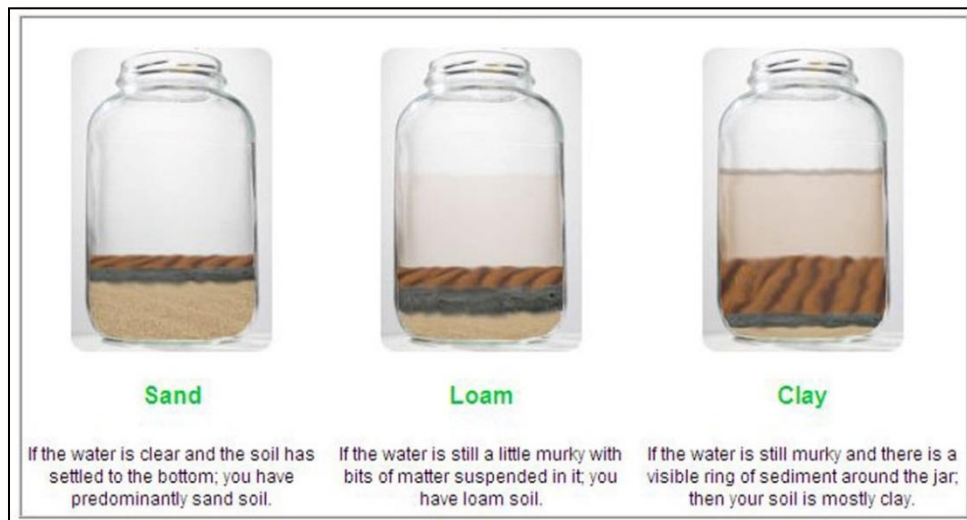 Sand
If the water is clear and the soil has
settled to the bottom; you have
predominantly sand soil.
Loam
If the water is still a little murky with
bits of matter suspended in it; you
have loam soil.
Clay
If the water is still murky and there is a
visible ring of sediment around the jar;
then your soil is mostly clay.